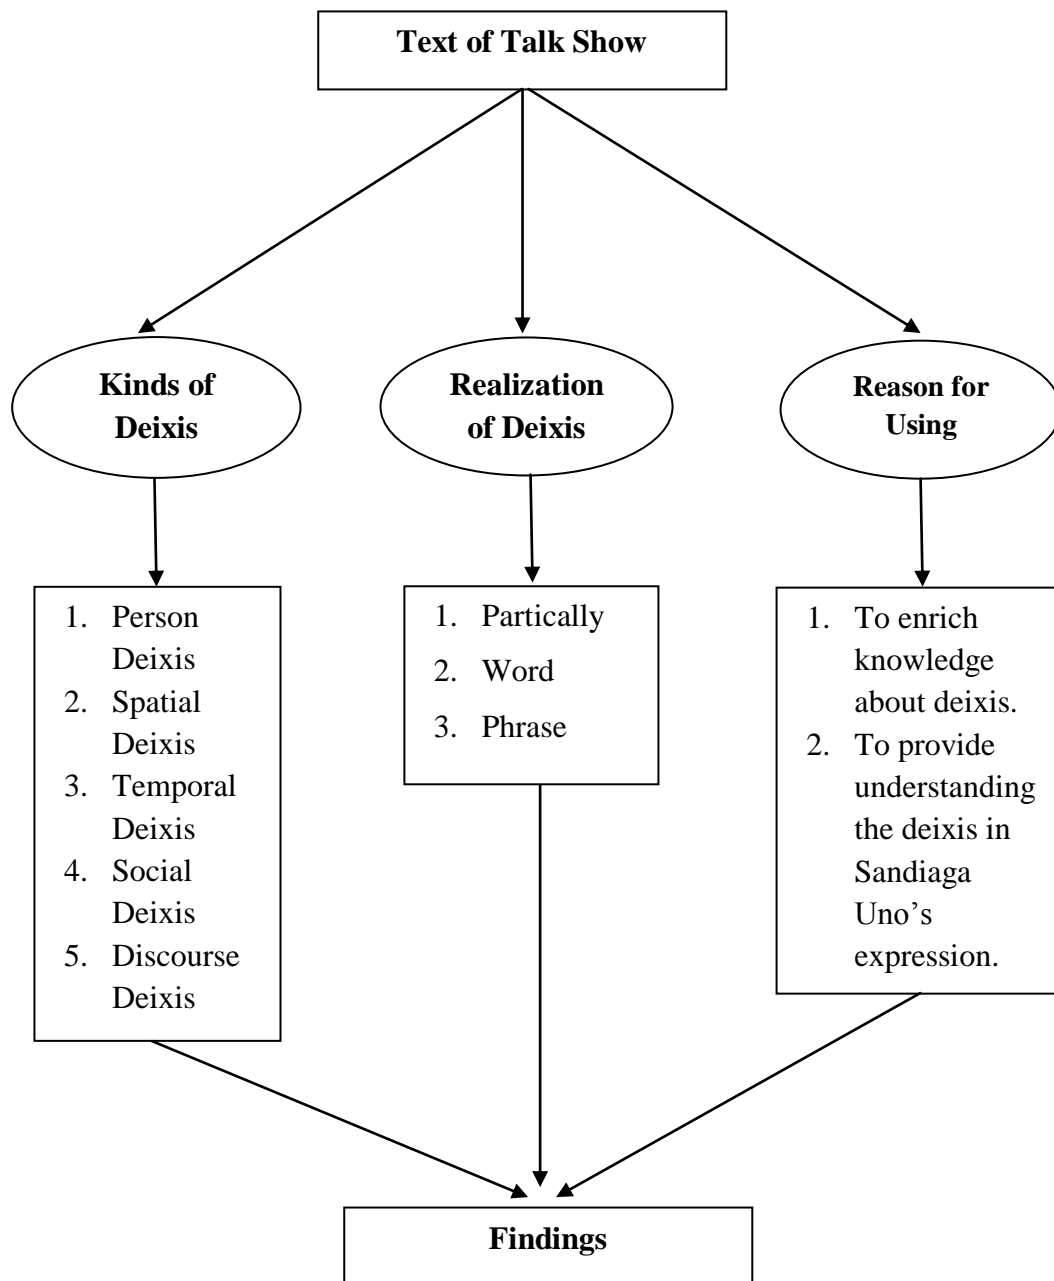 Text of Talk Show
Kinds of
Deixis
Realization
of Deixis
Reason for
Using
1. Person
Deixis
2. Spatial
Deixis
3. Temporal
Deixis
4. Social
Deixis
5. Discourse
Deixis
1. Partically
2. Word
3. Phrase
1. To enrich
knowledge
about deixis.
2. To provide
understanding
the deixis in
Sandiaga
Uno’s
expression.
Findings